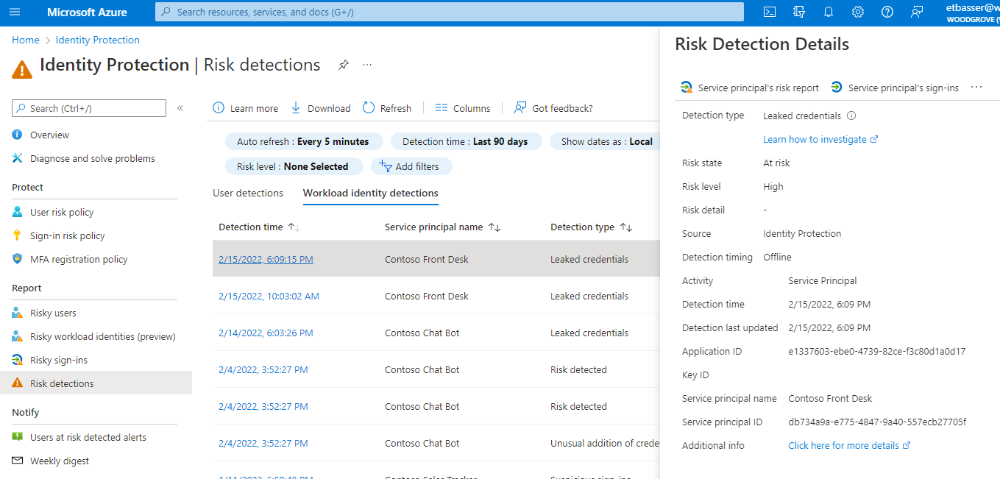 Microsoft Azure
Search resources, services, and docs (G+/)
etbasser@w
WOODGROVE (
Home > Identity Protection
Identity Protection | Risk detections
Search (Ctrl+/)
Overview
Diagnose and solve problems
Protect
User risk policy
Sign-in risk policy
MFA registration policy
Report
Risky users
Risky workload identities (preview)
Risky sign-ins
Risk detections
Notify
Users at risk detected alerts
Weekly digest
Learn more Download Refresh Columns Got feedback?
Auto refresh : Every 5 minutes Detection time : Last 90 days Show dates as : Local
Risk level : None Selected Add filters
User detections Workload identity detections
Detection time Service principal name Detection type
2/15/2022, 6:09:15 PM Contoso Front Desk Leaked credentials
2/15/2022, 10:03:02 AM Contoso Front Desk Leaked credentials
2/14/2022, 6:03:26 PM Contoso Chat Bot Leaked credentials
2/4/2022, 3:52:27 PM Contoso Chat Bot Risk detected
2/4/2022, 3:52:27 PM Contoso Chat Bot Risk detected
2/4/2022, 3:52:27 PM Contoso Chat Bot Unusual addition of crede
Contoso Sales Tracker Suspicious sign-ins
Risk Detection Details
Service principal's risk report Service principal's sign-ins
Detection type Leaked credentials
Learn how to investigate
Risk state At risk
Risk level High
Risk detail -
Source Identity Protection
Detection timing Offline
Activity Service Principal
Detection time 2/15/2022, 6:09 PM
Detection last updated 2/15/2022, 6:09 PM
Application ID e1337603-ebe0-4739-82ce-f3c80d1a0d17
Key ID
Service principal name Contoso Front Desk
Service principal ID db734a9a-e775-4847-9a40-557ecb27705f
Additional info Click here for more details